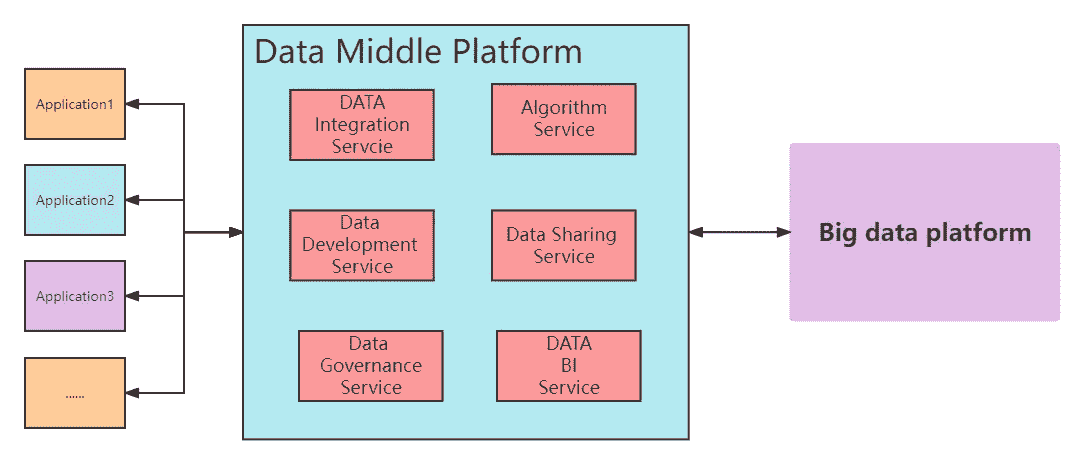 Data Middle Platform
Application1
Application2
Application3
......
DATA
Integration
Servcie
Algorithm
Service
Data
Development
Service
Data Sharing
Service
Data
Governance
Service
DATA
BI
Service
Big data platform